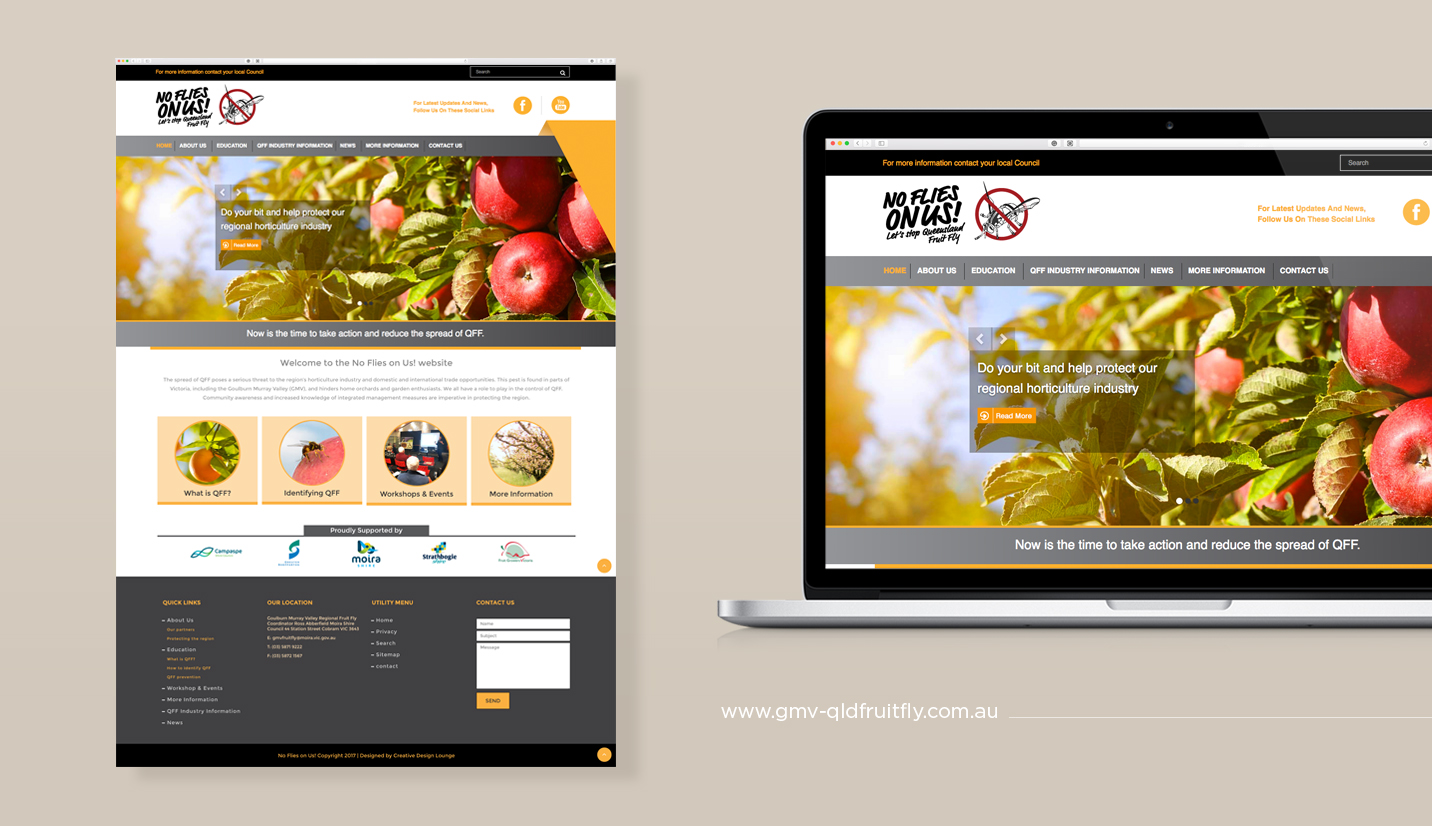 For more information contact your local Council
Search
NO FLIES
ON US!
Let's stop Queensland
Fruit Fly
For Latest Updates And News,
Follow Us On These Social Links
f
You
Tube
HOME ABOUT US EDUCATION QFF INDUSTRY INFORMATION NEWS MORE INFORMATION CONTACT US
Do your bit and help protect our
regional horticulture industry
Read More
Now is the time to take action and reduce the spread of QFF.
Welcome to the No Flies on Us! website
The spread of QFF poses a serious threat to the region's horticulture industry and domestic and international trade opportunities. This pest is found in parts of
Victoria, including the Goulburn Murray Valley (GMV), and hinders home orchards and garden enthusiasts. We all have a role to play in the control of QFF.
Community awareness and increased knowledge of integrated management measures are imperative in protecting the region.
What is QFF?
Identifying QFF
Workshops & Events
More Information
Proudly Supported by
Campaspe
moira
SHIRE
Strathbogie
QUICK LINKS
About Us
Our partners
Protecting the region
Education
What is QFF?
How to identify QFF
QFF prevention
Workshop & Events
More Information
QFF Industry Information
News
OUR LOCATION
Goulburn Murray Valley Regional Fruit Fly
Coordinator Ross Abberfield Moira Shire
Council 44 Station Street Cobram VIC 3643
E: gmvfruitfly@moira.vic.gov.au
T: (03) 5871 9222
F: (03) 5872 1567
UTILITY MENU
Home
Privacy
Search
Sitemap
contact
CONTACT US
Name
Subject
Message
SEND
No Flies on Us! Copyright 2017 | Designed by Creative Design Lounge
For more information contact your local Council
Search
NO FLIES
ON US!
Let's stop Queensland
Fruit Fly
For Latest Updates And News,
Follow Us On These Social Links
f
HOME ABOUT US EDUCATION QFF INDUSTRY INFORMATION NEWS MORE INFORMATION CONTACT US
Do your bit and help protect our
regional horticulture industry
Read More
Now is the time to take action and reduce the spread of QFF.
www.gmv-qldfruitfly.com.au